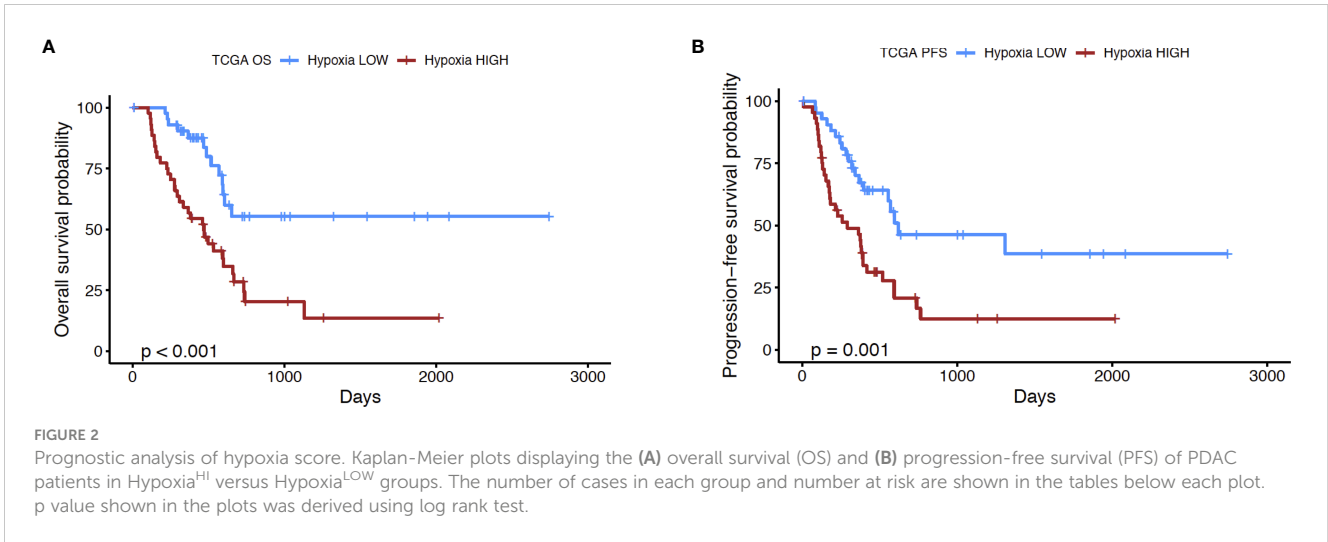 A
TCGA OS Hypoxia LOW Hypoxia HIGH
Overall survival probability
100
75
50
25
0
p < 0.001
0 1000 2000 3000
Days
B
TCGA PFS Hypoxia LOW Hypoxia HIGH
Progression-free survival probability
100
75
50
25
0
p = 0.001
0 1000 2000 3000
Days
FIGURE 2
Prognostic analysis of hypoxia score. Kaplan-Meier plots displaying the (A) overall survival (OS) and (B) progression-free survival (PFS) of PDAC
patients in Hypoxia^HI versus Hypoxia^LOW groups. The number of cases in each group and number at risk are shown in the tables below each plot.
p value shown in the plots was derived using log rank test.